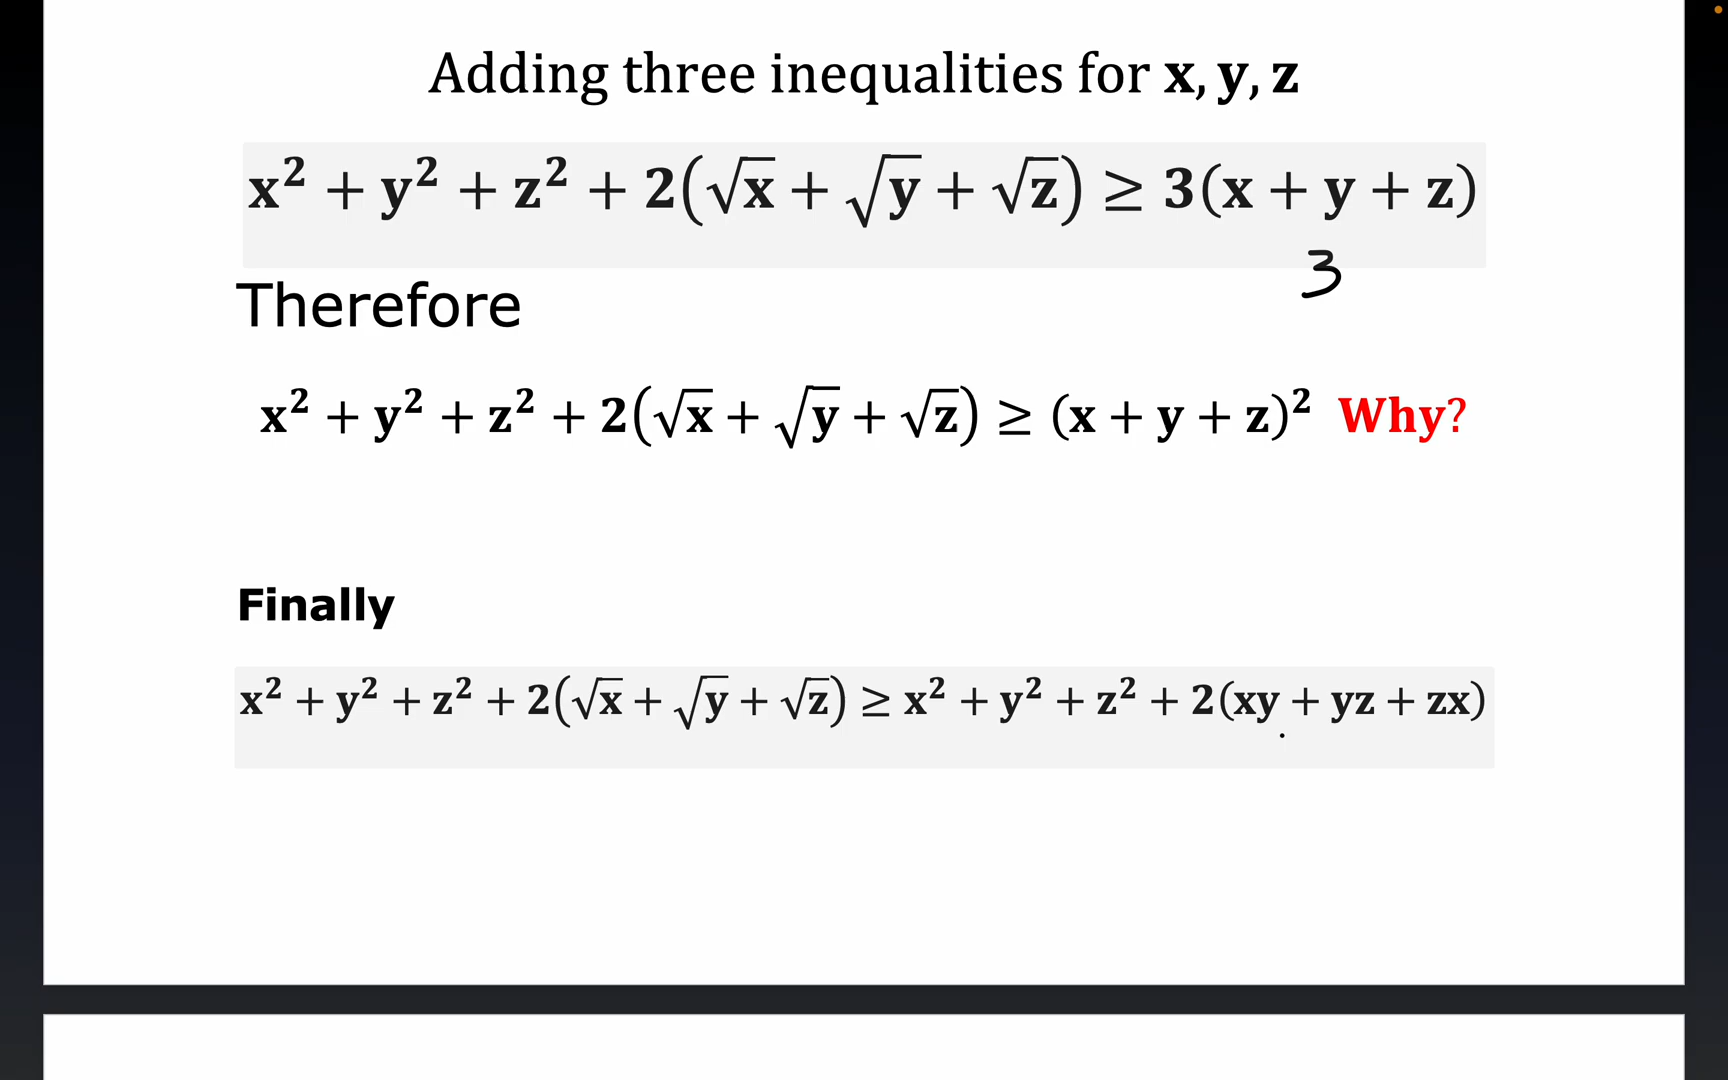 Adding three inequalities for x, y, z
x² + y² + z² + 2(√x + √y + √z) ≥ 3(x + y + z)
3
Therefore
x² + y² + z² + 2(√x + √y + √z) ≥ (x + y + z)² Why?
Finally
x² + y² + z² + 2(√x + √y + √z) ≥ x² + y² + z² + 2(xy + yz + zx)